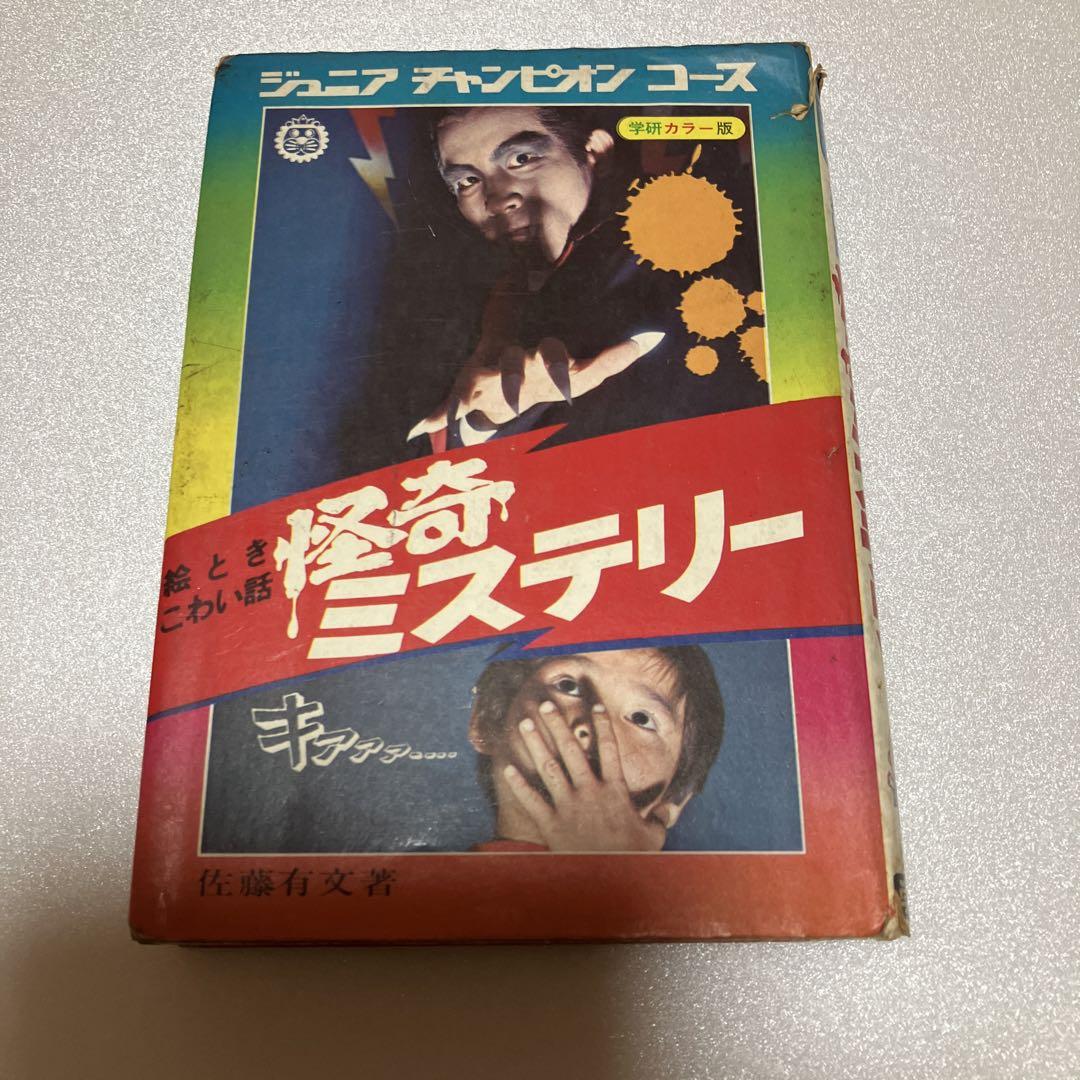 ジュニア チャンピオン コース
学研カラー版
絵とき
こわい話
怪奇
ミステリー
キァァァ‥‥
佐藤有文著